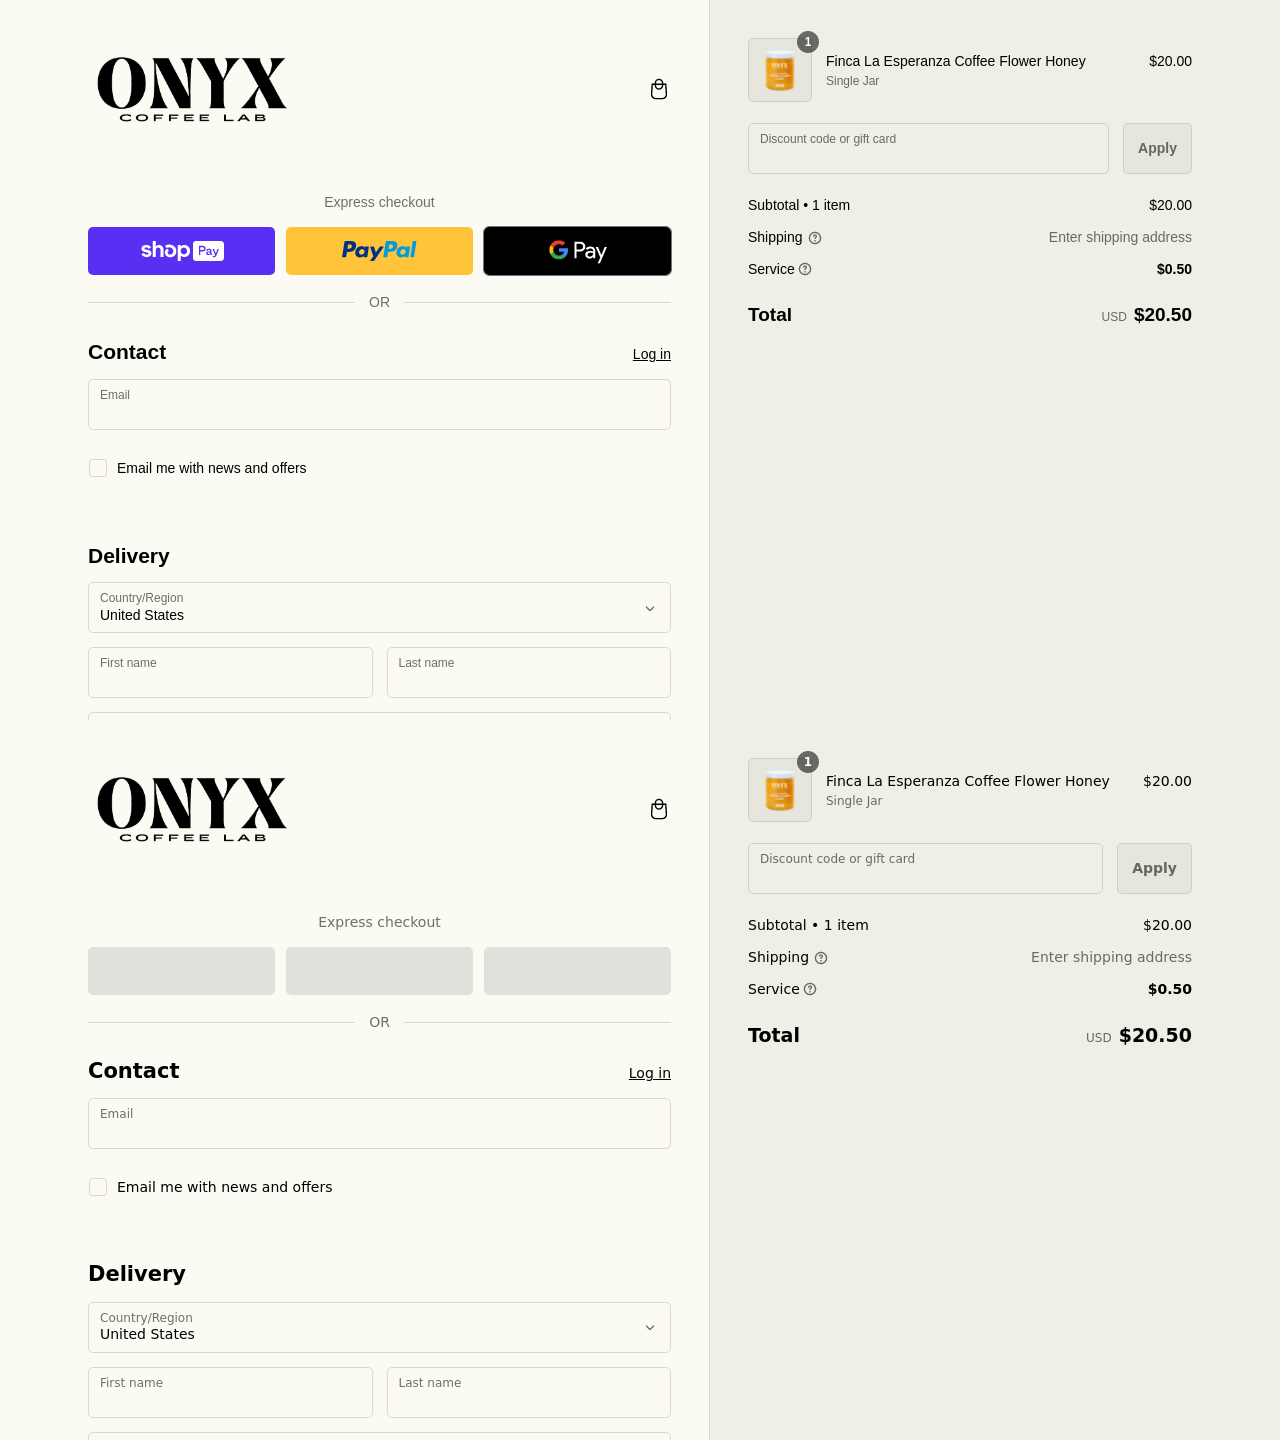 ONYX
COFFEE LAB
Express checkout
shop Pay
PayPal
G Pay
OR
Contact
Log in
Email
Email me with news and offers
Delivery
Country/Region
United States
First name
Last name
1
ONYX
Finca La Esperanza Coffee Flower Honey
$20.00
Single Jar
Discount code or gift card
Apply
Subtotal • 1 item
$20.00
Shipping
Enter shipping address
Service
$0.50
Total
USD $20.50
ONYX
COFFEE LAB
Express checkout
OR
Contact
Log in
Email
Email me with news and offers
Delivery
Country/Region
United States
First name
Last name
1
ONYX
Finca La Esperanza Coffee Flower Honey
$20.00
Single Jar
Discount code or gift card
Apply
Subtotal • 1 item
$20.00
Shipping
Enter shipping address
Service
$0.50
Total
USD $20.50